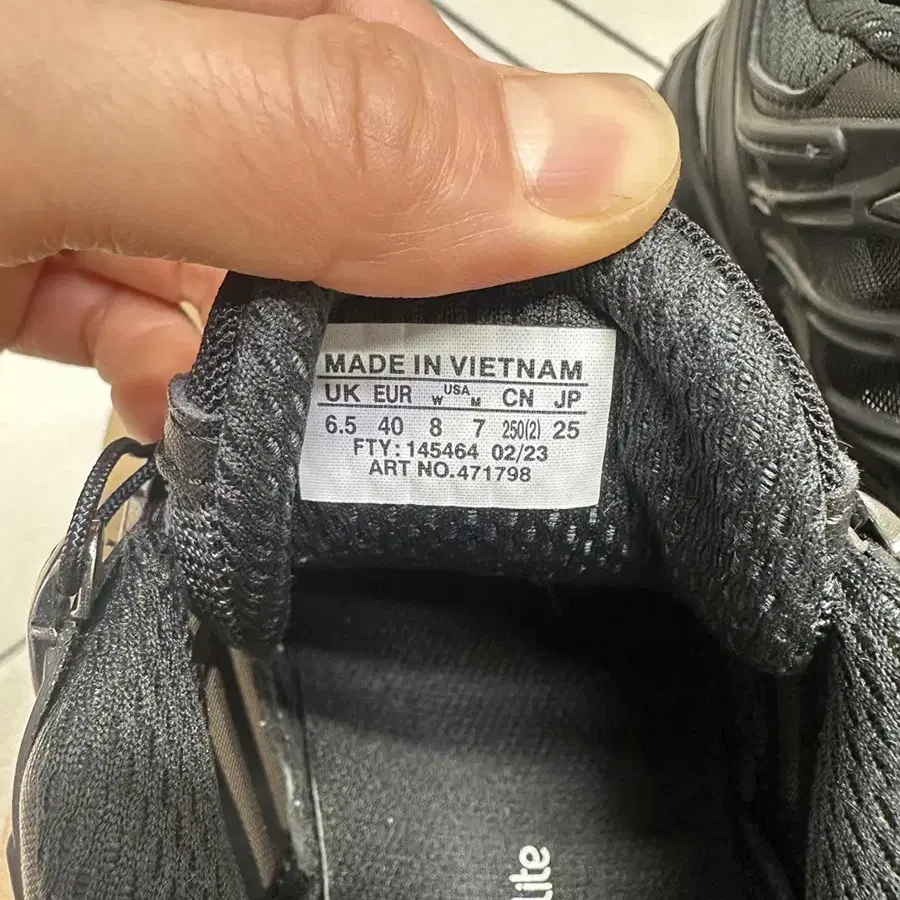 MADE IN VIETNAM
UK EUR W USA M CN JP
6.5 40 8 7 250(2) 25
FTY: 145464 02/23
ART NO.471798
Lite